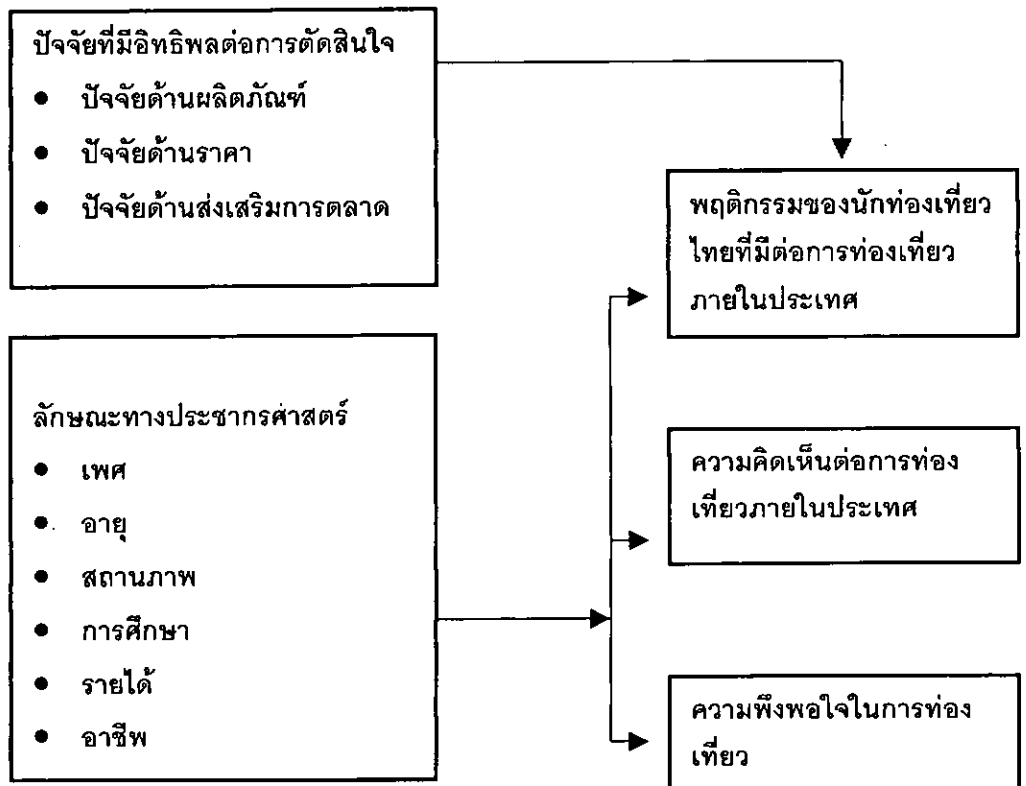 ปัจจัยที่มีอิทธิพลต่อการตัดสินใจ
● ปัจจัยด้านผลิตภัณฑ์
● ปัจจัยด้านราคา
● ปัจจัยด้านส่งเสริมการตลาด
พฤติกรรมของนักท่องเที่ยว
ไทยที่มีต่อการท่องเที่ยว
ภายในประเทศ
ลักษณะทางประชากรศาสตร์
● เพศ
● อายุ
● สถานภาพ
● การศึกษา
● รายได้
● อาชีพ
ความคิดเห็นต่อการท่อง
เที่ยวภายในประเทศ
ความพึงพอใจในการท่อง
เที่ยว